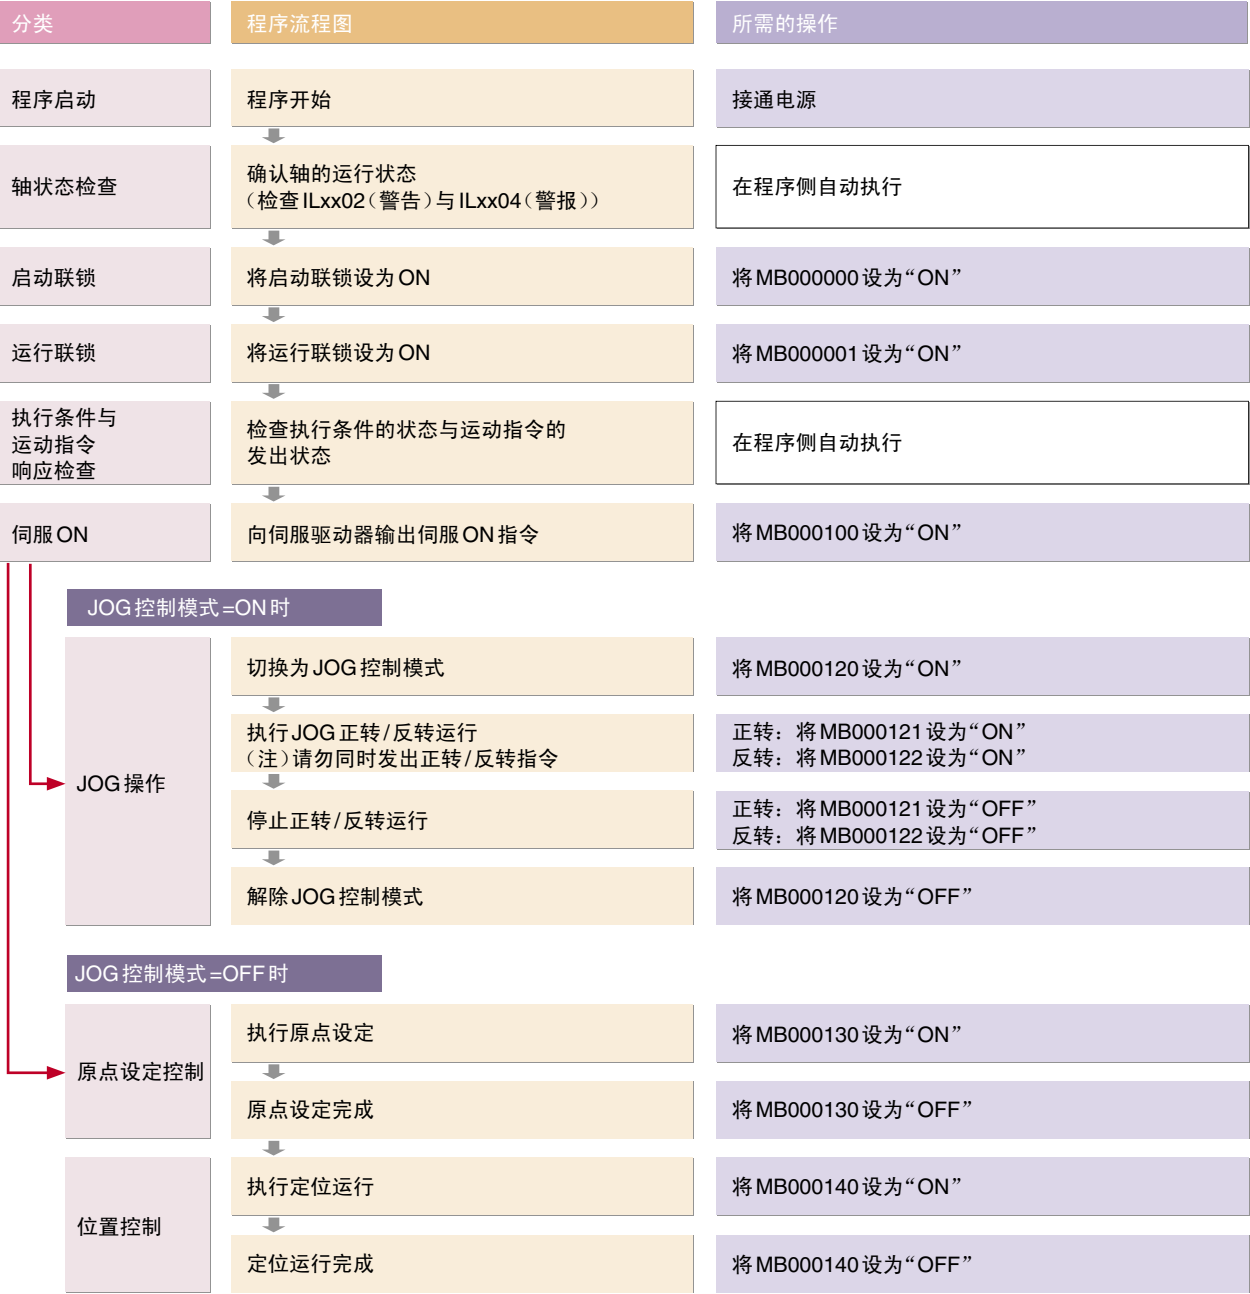 分类
程序流程图
所需的操作
程序启动
程序开始
接通电源
轴状态检查
确认轴的运行状态
（检查ILxx02（警告）与ILxx04（警报））
在程序侧自动执行
启动联锁
将启动联锁设为ON
将MB000000设为“ON”
运行联锁
将运行联锁设为ON
将MB000001设为“ON”
执行条件与
运动指令
响应检查
检查执行条件的状态与运动指令的
发出状态
在程序侧自动执行
伺服ON
向伺服驱动器输出伺服ON指令
将MB000100设为“ON”
JOG控制模式=ON时
JOG操作
切换为JOG控制模式
将MB000120设为“ON”
执行JOG正转/反转运行
（注）请勿同时发出正转/反转指令
正转：将MB000121设为“ON”
反转：将MB000122设为“ON”
停止正转/反转运行
正转：将MB000121设为“OFF”
反转：将MB000122设为“OFF”
解除JOG控制模式
将MB000120设为“OFF”
JOG控制模式=OFF时
原点设定控制
执行原点设定
将MB000130设为“ON”
原点设定完成
将MB000130设为“OFF”
位置控制
执行定位运行
将MB000140设为“ON”
定位运行完成
将MB000140设为“OFF”